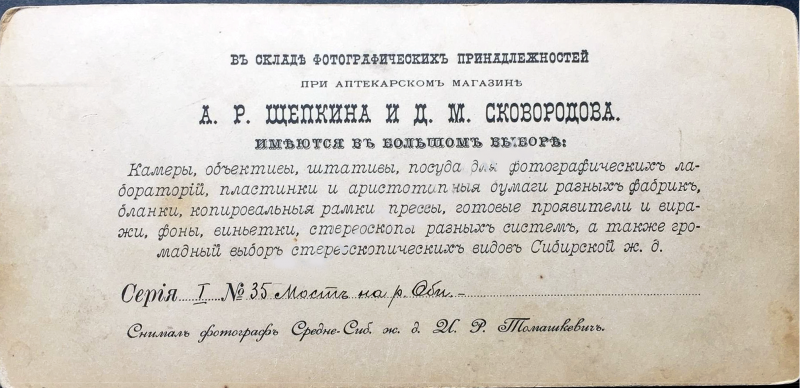 Въ складѣ фотографическихъ принадлежностей
при аптекарскомъ магазинѣ
А. Р. ЩЕПКИНА И Д. М. СКОВОРОДОВА.
имѣются въ большомъ выборѣ:
Камеры, объективы, штативы, посуда для фотографическихъ ла-
бораторій, пластинки и аристотипныя бумаги разныхъ фабрикъ,
бланки, копировальныя рамки прессы, готовые проявители и вира-
жи, фоны, виньетки, стереоскопы разныхъ системъ, а также гро-
мадный выборъ стереоскопическихъ видовъ Сибирской ж. д.
Серія I № 35 Мостъ на р. Оби. –
Снималъ фотографъ Средне-Сиб. ж. д. И. Р. Томашкевичъ.